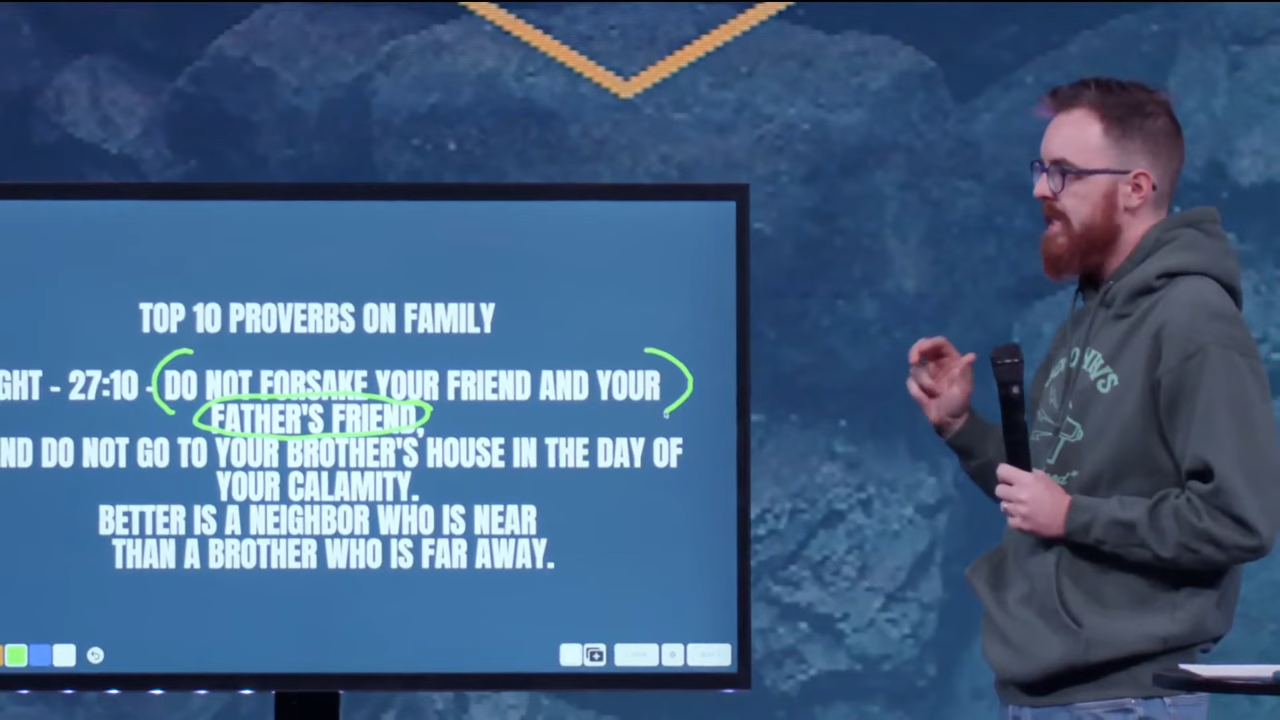 TOP 10 PROVERBS ON FAMILY
GHT - 27:10 - DO NOT FORSAKE YOUR FRIEND AND YOUR
FATHER'S FRIEND,
ND DO NOT GO TO YOUR BROTHER'S HOUSE IN THE DAY OF
YOUR CALAMITY.
BETTER IS A NEIGHBOR WHO IS NEAR
THAN A BROTHER WHO IS FAR AWAY.